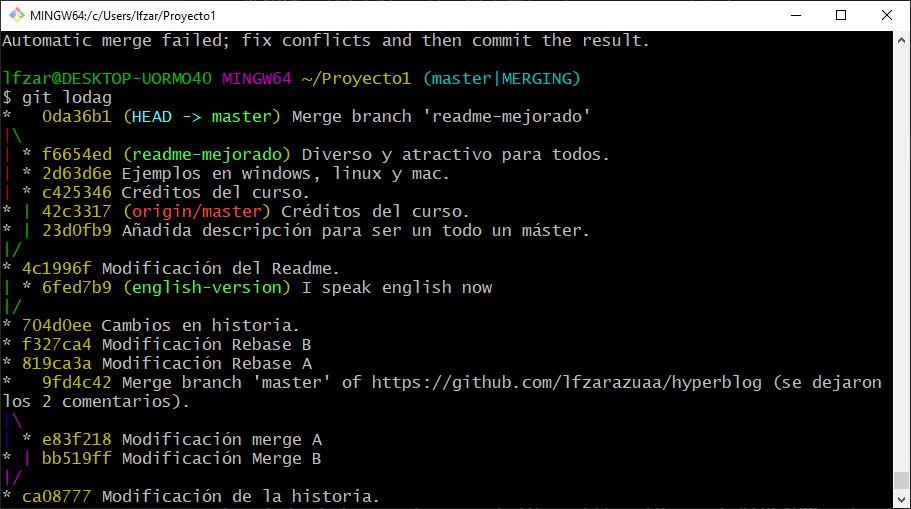 MINGW64:/c/Users/lfzar/Proyecto1
Automatic merge failed; fix conflicts and then commit the result.
lfzar@DESKTOP-UORMO4O MINGW64 ~/Proyecto1 (master|MERGING)
$ git lodag
*   0da36b1 (HEAD -> master) Merge branch 'readme-mejorado'
|\
| * f6654ed (readme-mejorado) Diverso y atractivo para todos.
| * 2d63d6e Ejemplos en windows, linux y mac.
| * c425346 Créditos del curso.
* | 42c3317 (origin/master) Créditos del curso.
* | 23d0fb9 Añadida descripción para ser un todo un máster.
|/
* 4c1996f Modificación del Readme.
| * 6fed7b9 (english-version) I speak english now
|/
* 704d0ee Cambios en historia.
* f327ca4 Modificación Rebase B
* 819ca3a Modificación Rebase A
*   9fd4c42 Merge branch 'master' of https://github.com/lfzarazuaa/hyperblog (se dejaron
los 2 comentarios).
|\
| * e83f218 Modificación merge A
* | bb519ff Modificación Merge B
|/
* ca08777 Modificación de la historia.